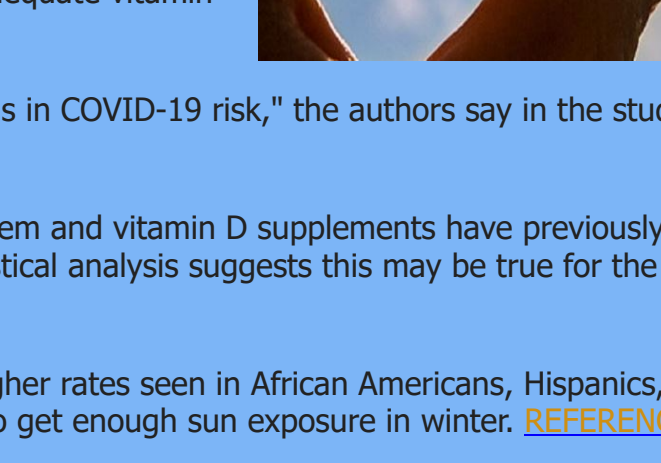 vitamin
s in COVID-19 risk," the authors say in the
em and vitamin D supplements have previously
tical analysis suggests this may be true for the
gher rates seen in African Americans, Hispanics,
get enough sun exposure in winter. REFEREN